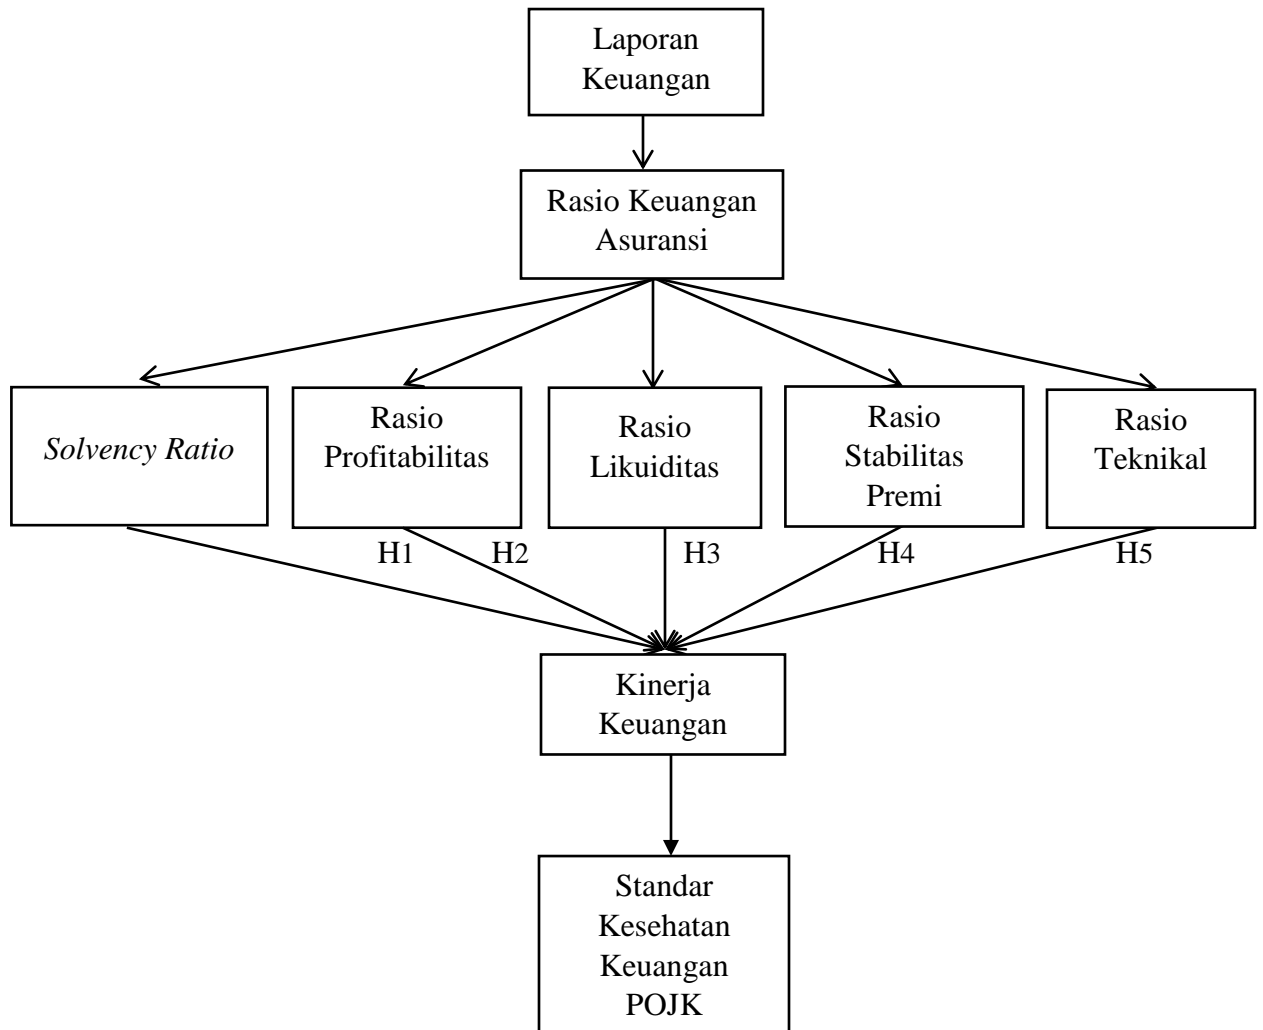 Laporan
Keuangan
Rasio Keuangan
Asuransi
Solvency Ratio
Rasio
Profitabilitas
Rasio
Likuiditas
Rasio
Stabilitas
Premi
Rasio
Teknikal
H1
H2
H3
H4
H5
Kinerja
Keuangan
Standar
Kesehatan
Keuangan
POJK